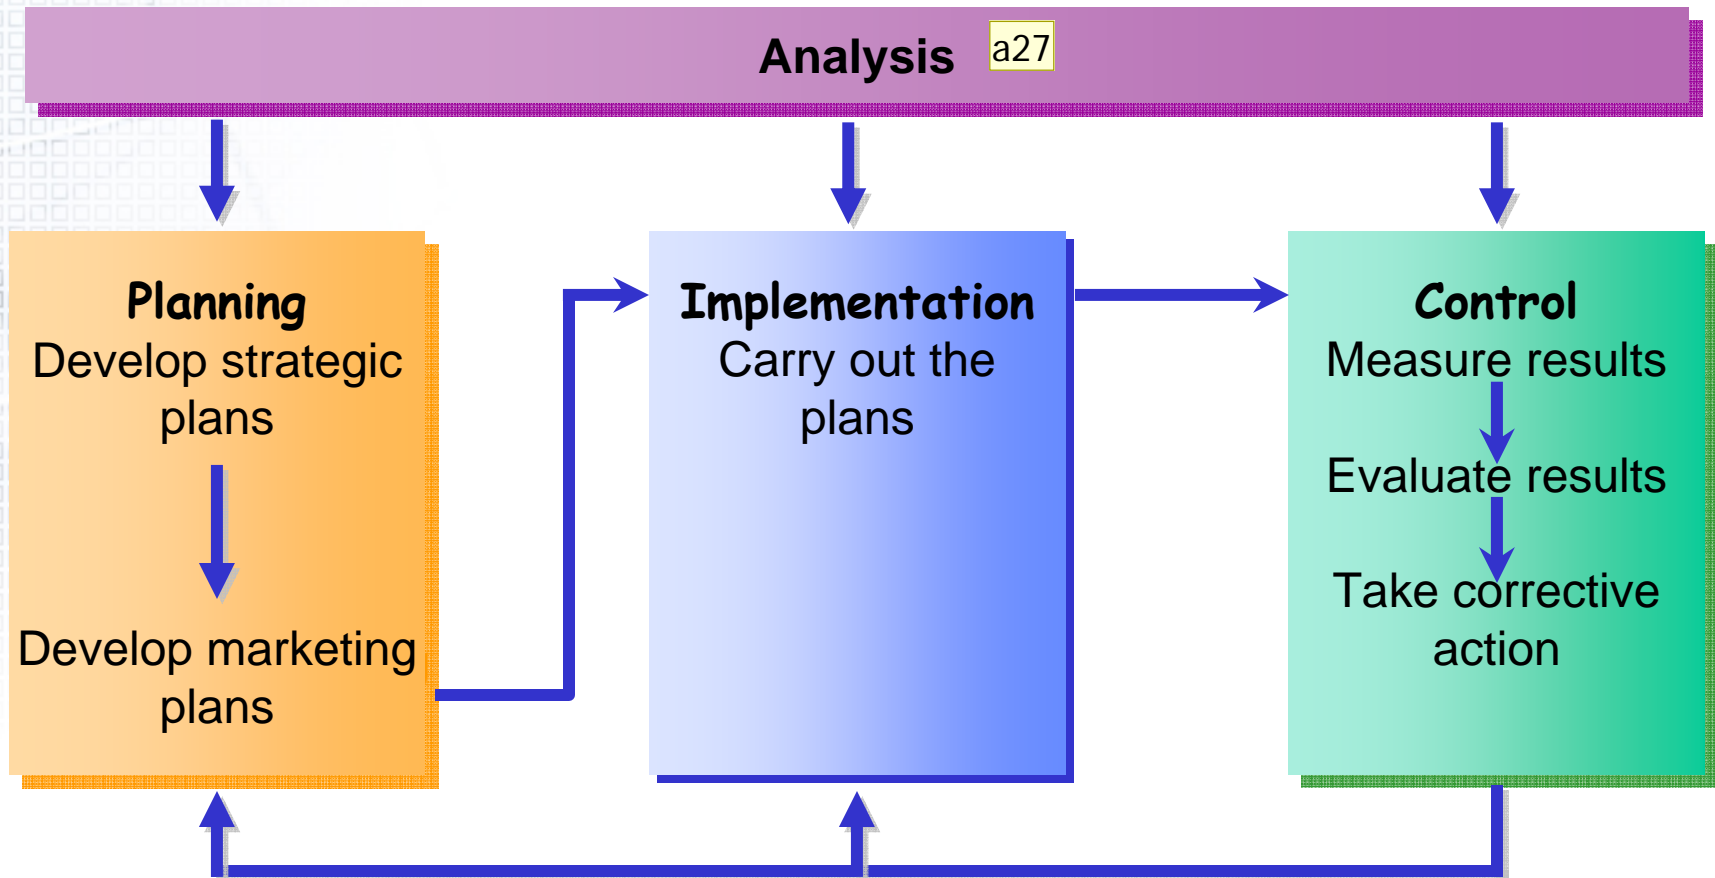 Analysis a27
Planning
Develop strategic
plans
Develop marketing
plans
Implementation
Carry out the
plans
Control
Measure results
Evaluate results
Take corrective
action